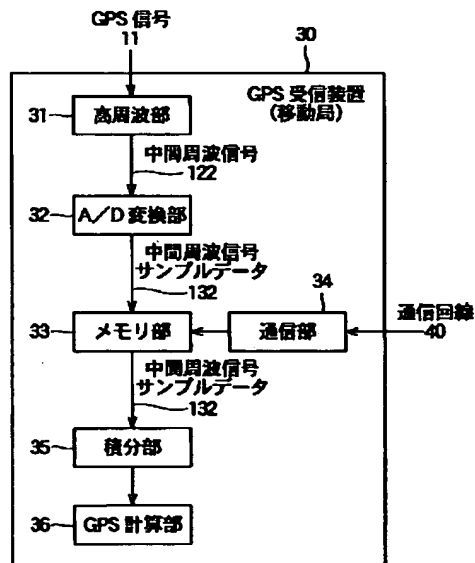 GPS 信号
11
30
GPS 受信装置
(移動局)
31
高周波部
中間周波信号
122
32
A／D 変換部
中間周波信号
サンプルデータ
132
34
33
メモリ部
通信部
通信回線
40
中間周波信号
サンプルデータ
132
35
積分部
36
GPS 計算部